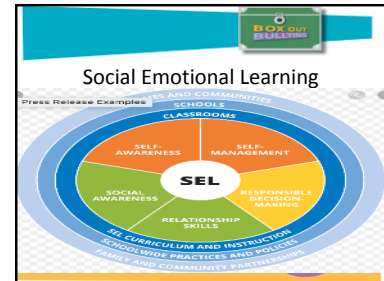 BOX OUT
BULLYING
Social Emotional Learning
Press Release Examples
AND COMMUNITIES
SCHOOLS
CLASSROOMS
SELF-
AWARENESS
SELF-
MANAGEMENT
SEL
SOCIAL
AWARENESS
RESPONSIBLE
DECISION-
MAKING
RELATIONSHIP
SKILLS
SEL CURRICULUM AND INSTRUCTION
SCHOOLWIDE PRACTICES AND POLICIES
FAMILY AND COMMUNITY PARTNERSHIPS